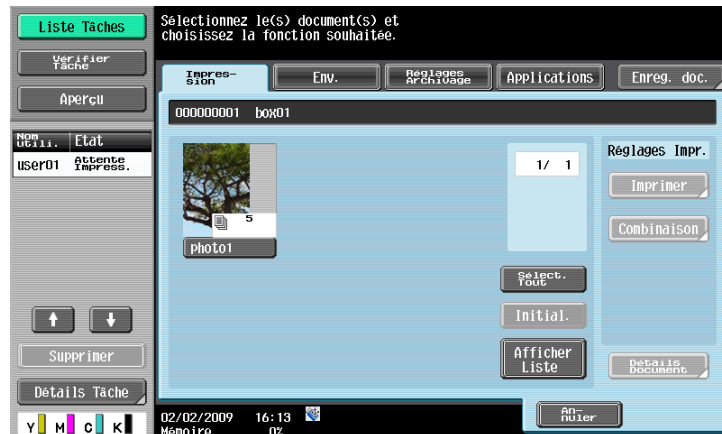 Liste Tâches
Vérifier
Tâche
Aperçu
Nom
Utili.
Etat
user01
Attente
Impress.
Supprimer
Détails Tâche
Y M C K
Sélectionnez le(s) document(s) et
choisissez la fonction souhaitée.
Impres-
sion
Env.
Réglages
Archivage
Applications
Enreg. doc.
000000001 box01
5
photo1
1/ 1
Sélect.
Tout
Initial.
Afficher
Liste
Réglages Impr.
Imprimer
Combinaison
Détails
Document
An-
nuler
02/02/2009 16:13
Mémoire 0%